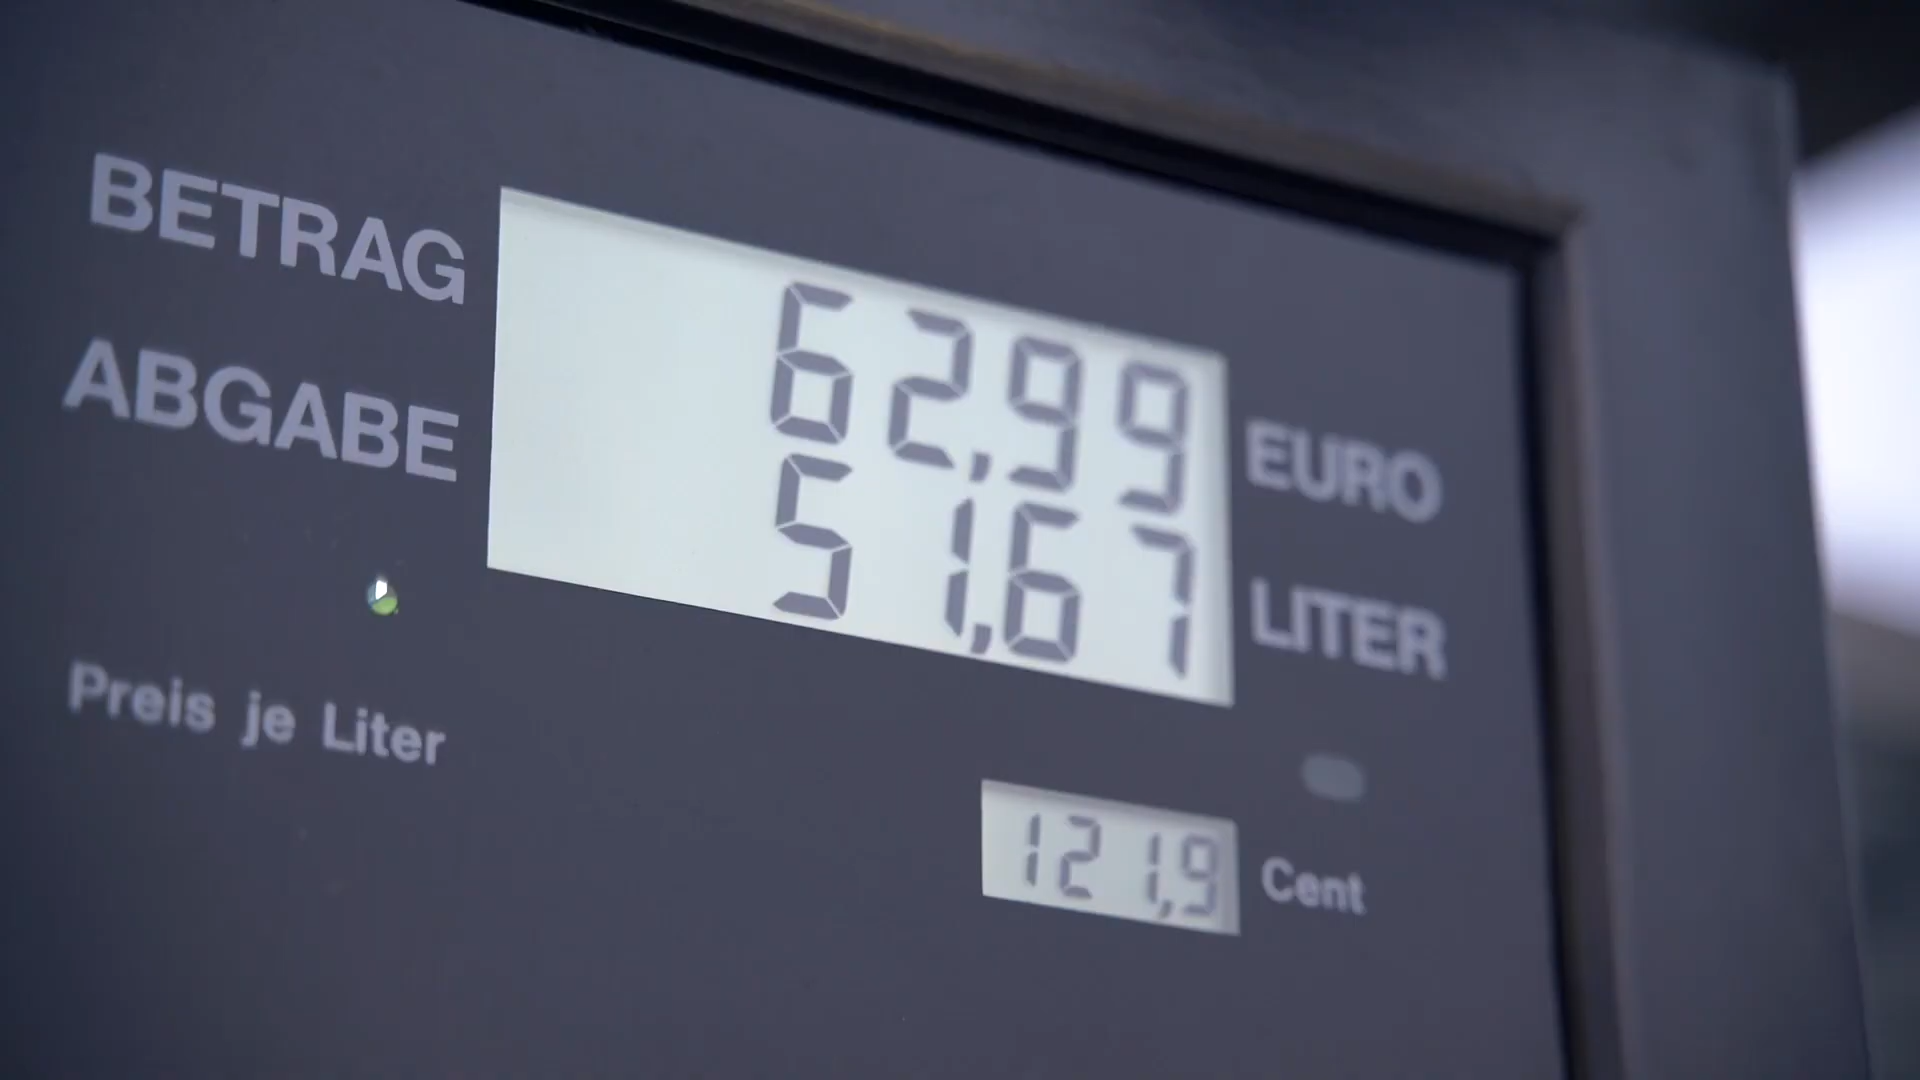 BETRAG 62,99 EURO
ABGABE 51,67 LITER
Preis je Liter 121,9 Cent